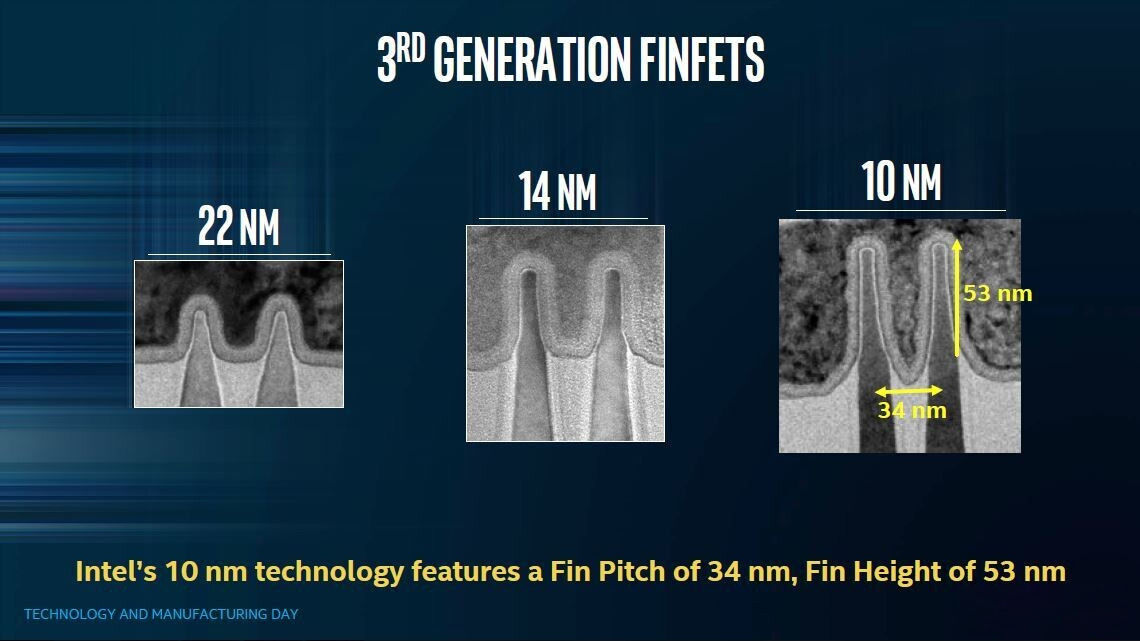 3RD GENERATION FINFETS
22 NM
14 NM
10 NM
53 nm
34 nm
Intel's 10 nm technology features a Fin Pitch of 34 nm, Fin Height of 53 nm
TECHNOLOGY AND MANUFACTURING DAY